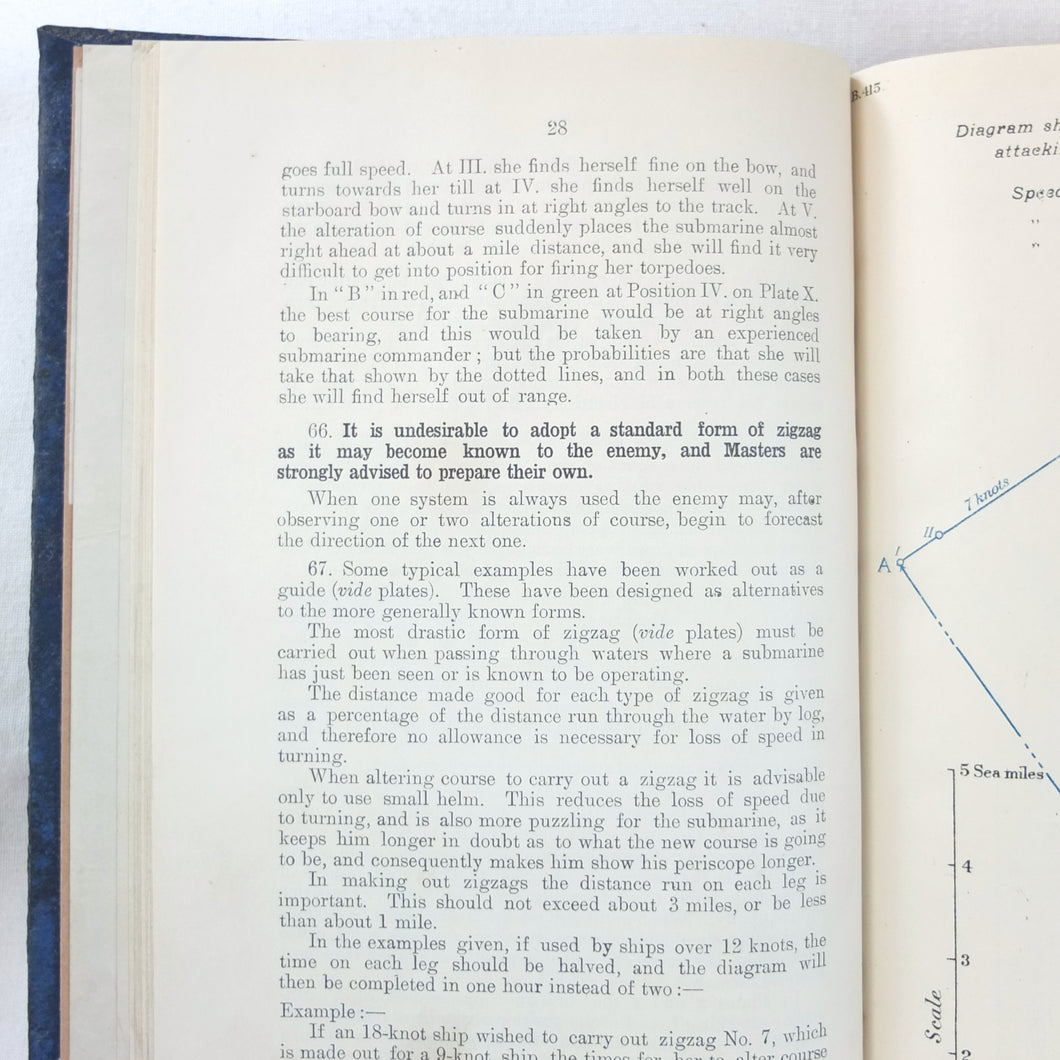 28
goes full speed. At III. she finds herself fine on the bow, and
turns towards her till at IV. she finds herself well on the
starboard bow and turns in at right angles to the track. At V.
the alteration of course suddenly places the submarine almost
right ahead at about a mile distance, and she will find it very
difficult to get into position for firing her torpedoes.
In "B" in red, and "C" in green at Position IV. on Plate X.
the best course for the submarine would be at right angles
to bearing, and this would be taken by an experienced
submarine commander; but the probabilities are that she will
take that shown by the dotted lines, and in both these cases
she will find herself out of range.
66. It is undesirable to adopt a standard form of zigzag
as it may become known to the enemy, and Masters are
strongly advised to prepare their own.
When one system is always used the enemy may, after
observing one or two alterations of course, begin to forecast
the direction of the next one.
67. Some typical examples have been worked out as a
guide (vide plates). These have been designed as alternatives
to the more generally known forms.
The most drastic form of zigzag (vide plates) must be
carried out when passing through waters where a submarine
has just been seen or is known to be operating.
The distance made good for each type of zigzag is given
as a percentage of the distance run through the water by log,
and therefore no allowance is necessary for loss of speed in
turning.
When altering course to carry out a zigzag it is advisable
only to use small helm. This reduces the loss of speed due
to turning, and is also more puzzling for the submarine, as it
keeps him longer in doubt as to what the new course is going
to be, and consequently makes him show his periscope longer.
In making out zigzags the distance run on each leg is
important. This should not exceed about 3 miles, or be less
than about 1 mile.
In the examples given, if used by ships over 12 knots, the
time on each leg should be halved, and the diagram will
then be completed in one hour instead of two:—
Example:—
If an 18-knot ship wished to carry out zigzag No. 7, which
is made out for a 9-knot ship, the times for her to alter course
B.415.
Diagram sh
attacki
Speed
"
"
7 knots
II
I
A
5 Sea miles
4
3
Scale
2